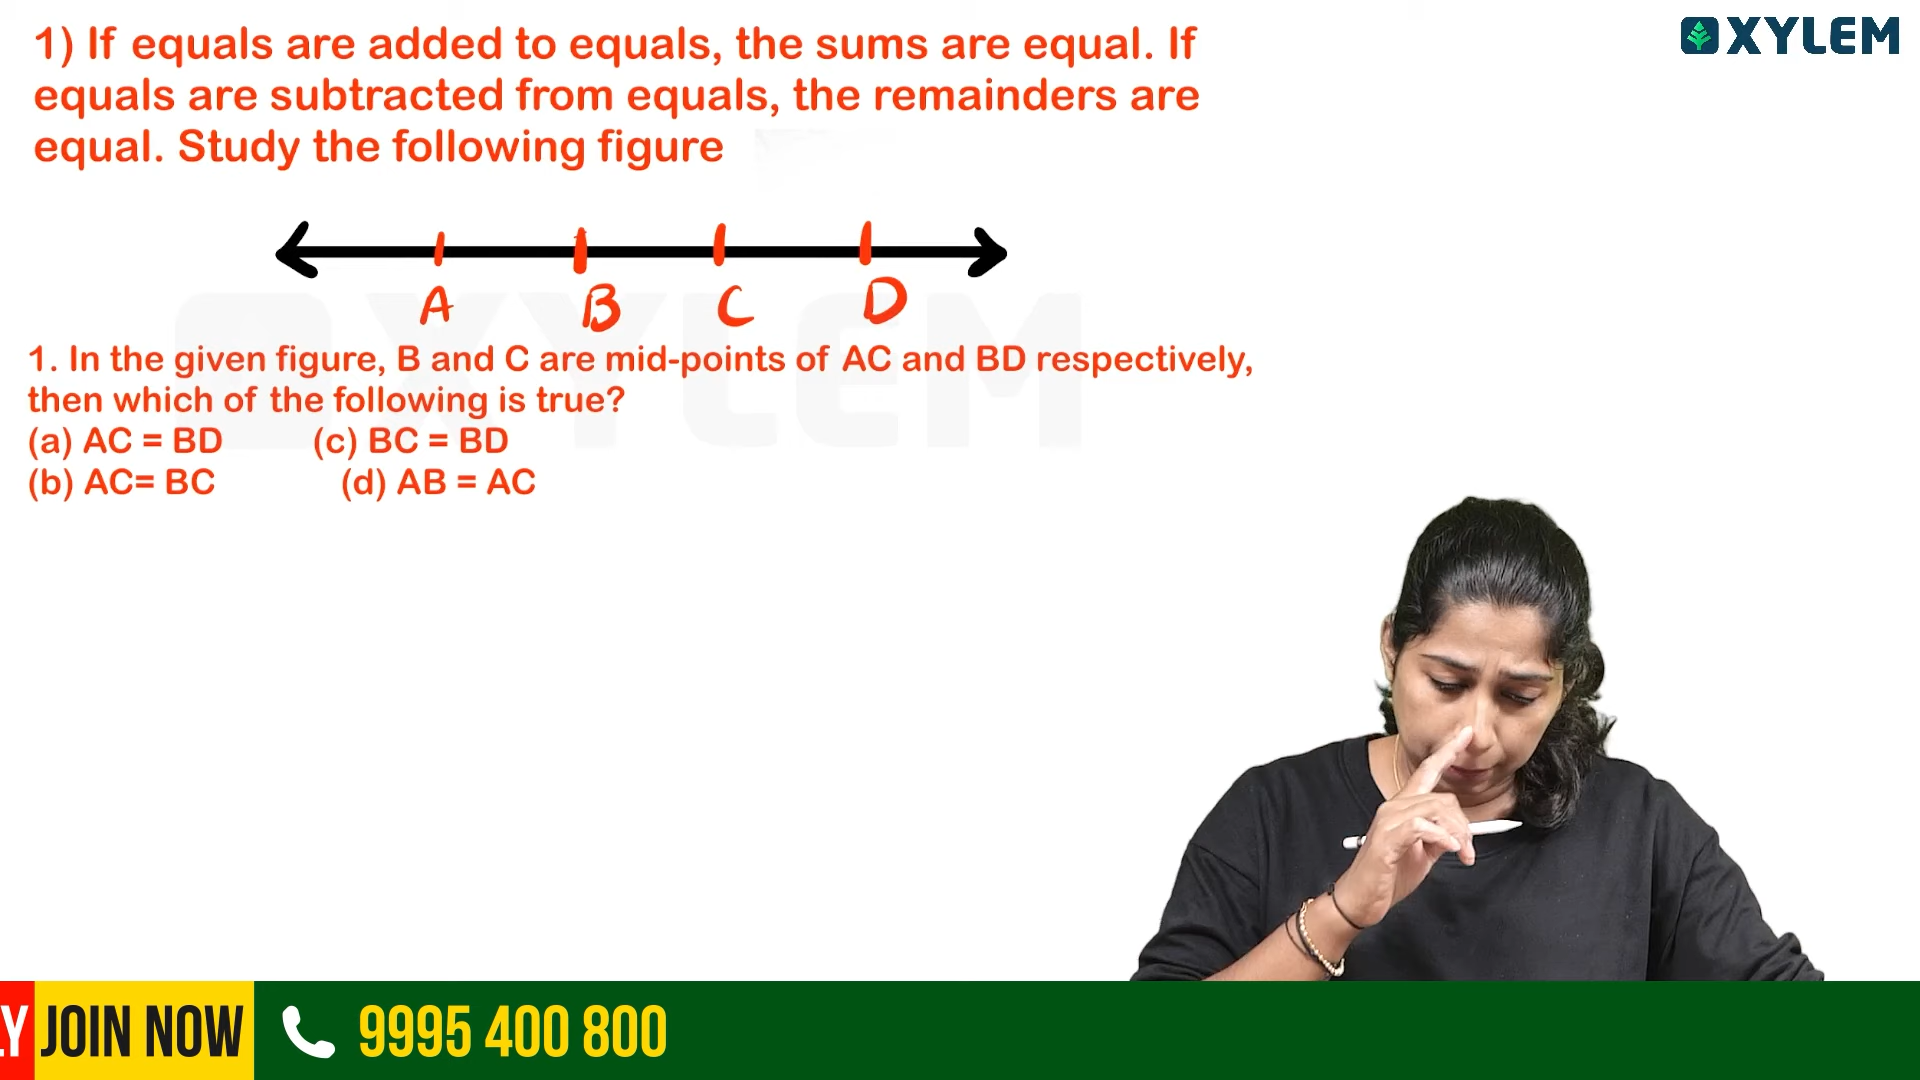 XYLEM
1) If equals are added to equals, the sums are equal. If
equals are subtracted from equals, the remainders are
equal. Study the following figure
A B C D
XYLEM
1. In the given figure, B and C are mid-points of AC and BD respectively,
then which of the following is true?
(a) AC = BD (c) BC = BD
(b) AC= BC (d) AB = AC
LY JOIN NOW 9995 400 800